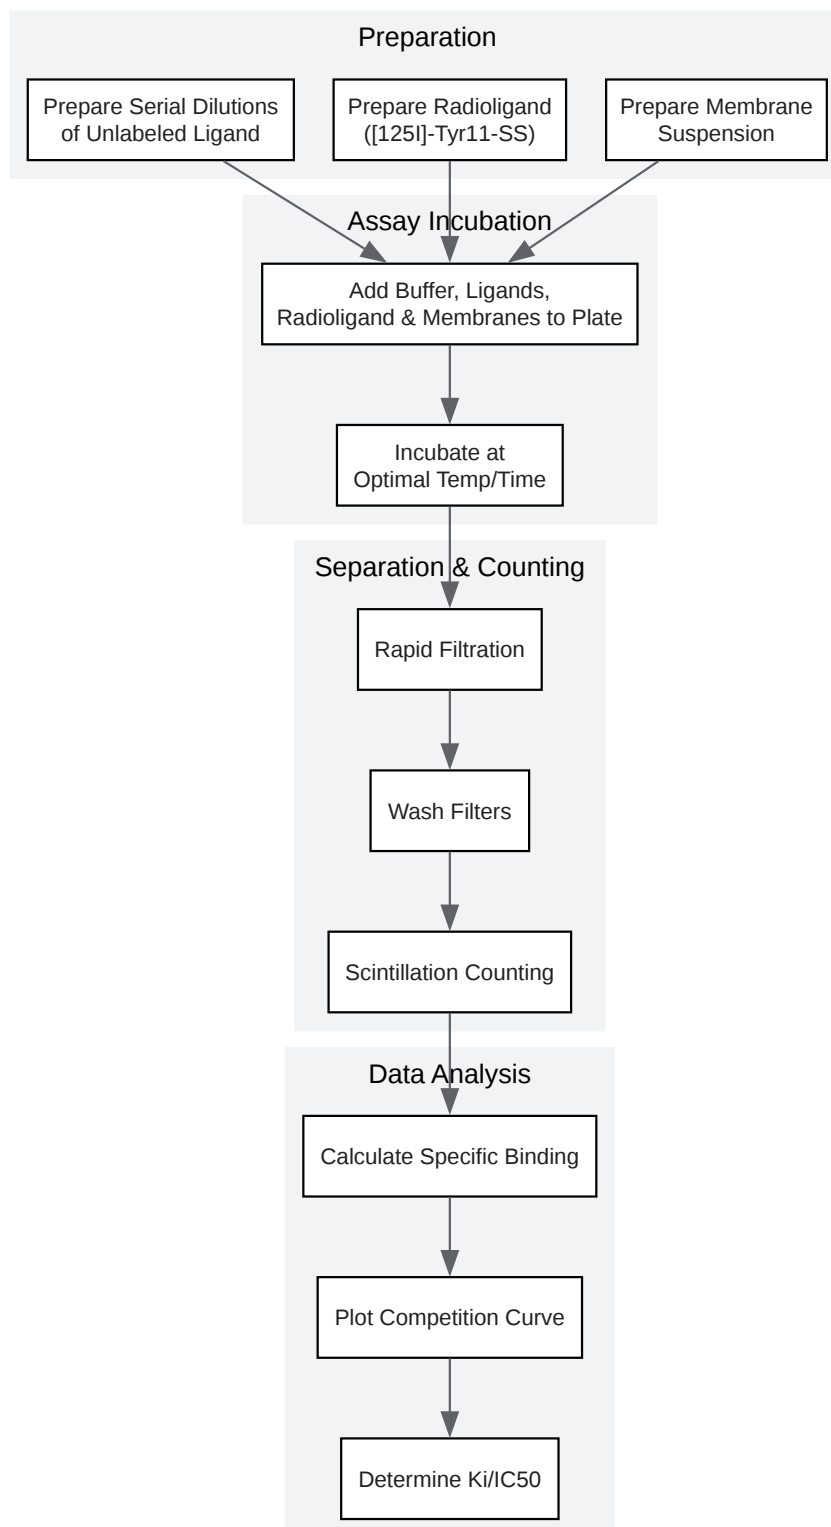 Preparation
Prepare Serial Dilutions
of Unlabeled Ligand
Prepare Radioligand
([125I]-Tyr11-SS)
Prepare Membrane
Suspension
Assay Incubation
Add Buffer, Ligands,
Radioligand & Membranes to Plate
Incubate at
Optimal Temp/Time
Separation & Counting
Rapid Filtration
Wash Filters
Scintillation Counting
Data Analysis
Calculate Specific Binding
Plot Competition Curve
Determine Ki/IC50